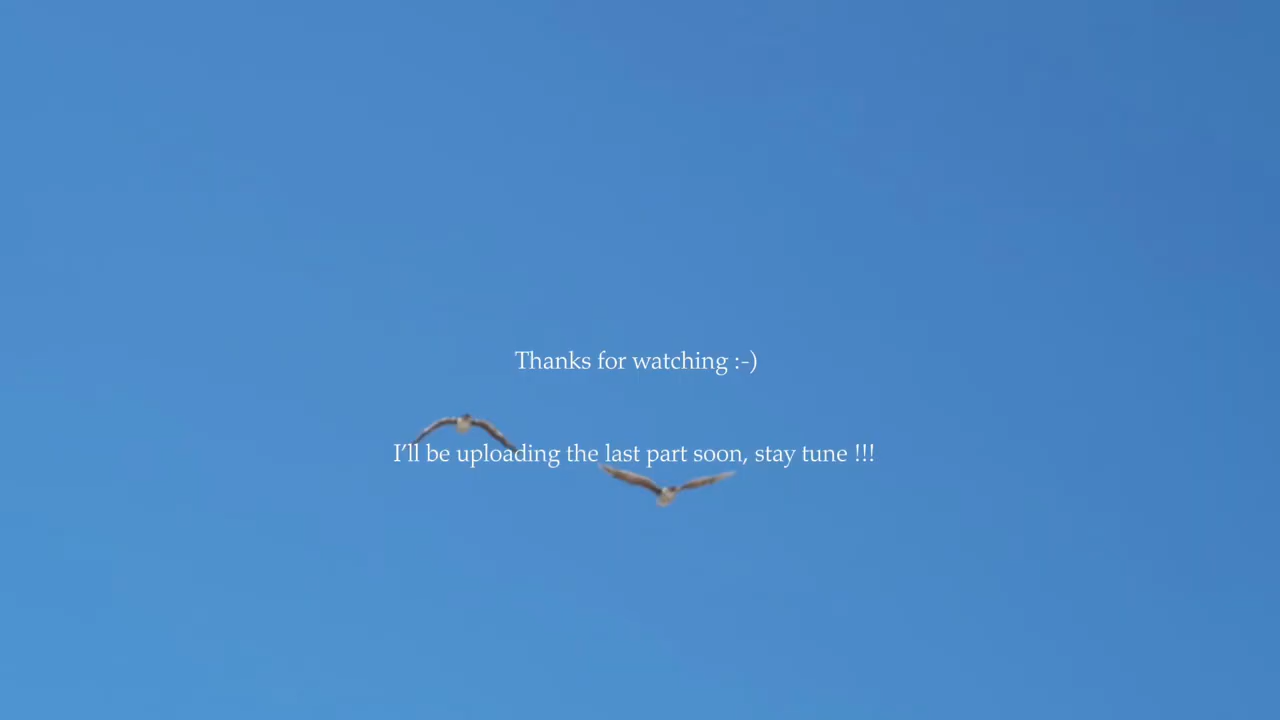 Thanks for watching :-)
I’ll be uploading the last part soon, stay tune !!!